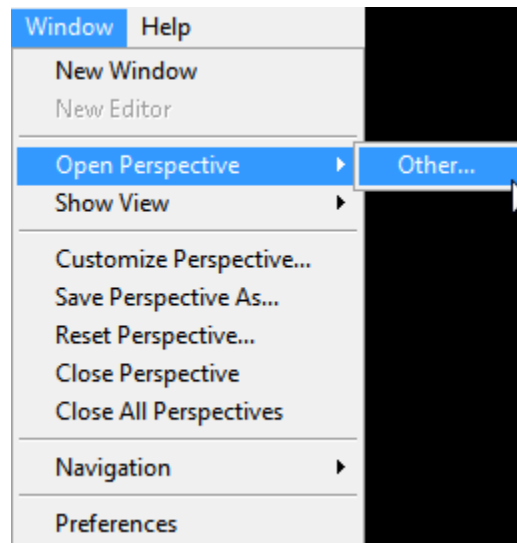 Window Help
New Window
New Editor
Open Perspective Other...
Show View
Customize Perspective...
Save Perspective As...
Reset Perspective...
Close Perspective
Close All Perspectives
Navigation
Preferences